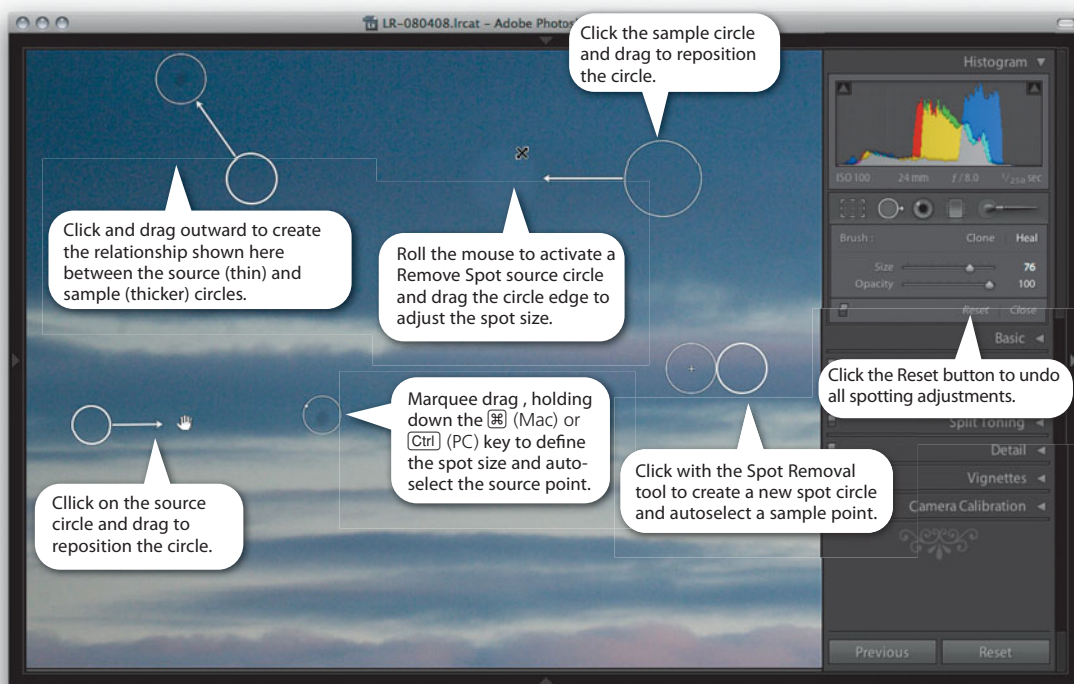 LR-080408.lrcat - Adobe Photos
Click the sample circle
and drag to reposition
the circle.
Histogram
ISO 100 24 mm f / 8.0 1/250 sec
Click and drag outward to create
the relationship shown here
between the source (thin) and
sample (thicker) circles.
Roll the mouse to activate a
Remove Spot source circle
and drag the circle edge to
adjust the spot size.
Brush : Clone Heal
Size 76
Opacity 100
Reset Close
Basic
Click the Reset button to undo
all spotting adjustments.
Marquee drag , holding
down the ⌘ (Mac) or
Ctrl (PC) key to define
the spot size and auto-
select the source point.
Split Toning
Detail
Vignettes
Camera Calibration
Click with the Spot Removal
tool to create a new spot circle
and autoselect a sample point.
Cllick on the source
circle and drag to
reposition the circle.
Previous Reset